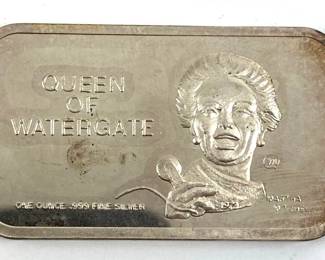 QUEEN
OF
WATERGATE
ONE OUNCE .999 FINE SILVER